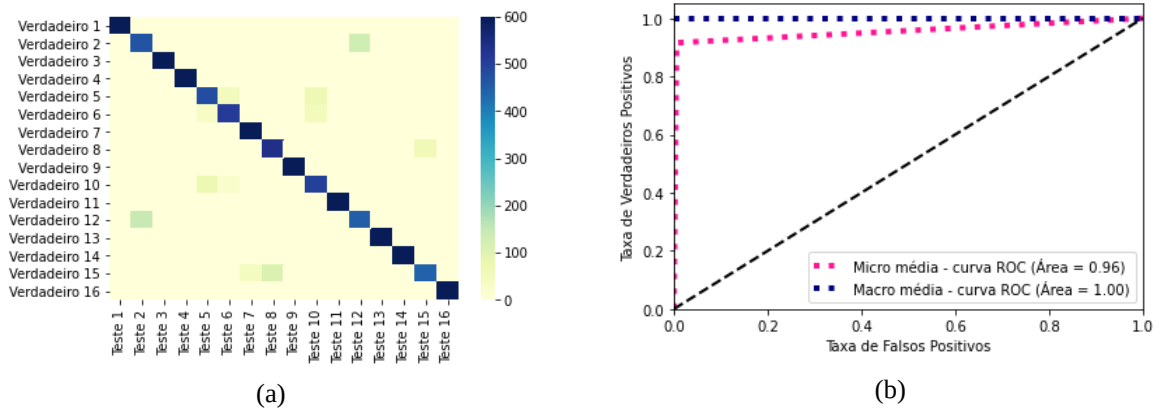 Verdadeiro 1
Verdadeiro 2
Verdadeiro 3
Verdadeiro 4
Verdadeiro 5
Verdadeiro 6
Verdadeiro 7
Verdadeiro 8
Verdadeiro 9
Verdadeiro 10
Verdadeiro 11
Verdadeiro 12
Verdadeiro 13
Verdadeiro 14
Verdadeiro 15
Verdadeiro 16
Teste 1
Teste 2
Teste 3
Teste 4
Teste 5
Teste 6
Teste 7
Teste 8
Teste 9
Teste 10
Teste 11
Teste 12
Teste 13
Teste 14
Teste 15
Teste 16
600
500
400
300
200
100
0
(a)
Taxa de Verdadeiros Positivos
1.0
0.8
0.6
0.4
0.2
0.0
Micro média - curva ROC (Área = 0.96)
Macro média - curva ROC (Área = 1.00)
0.0
0.2
0.4
0.6
0.8
1.0
Taxa de Falsos Positivos
(b)